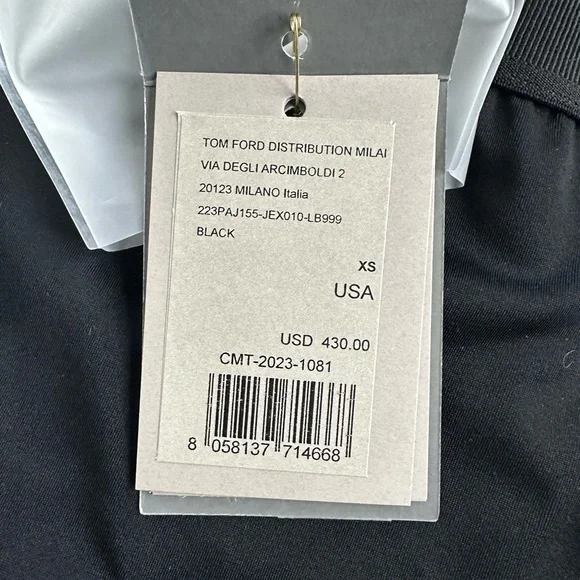 TOM FORD DISTRIBUTION MILAI
VIA DEGLI ARCIMBOLDI 2
20123 MILANO Italia
223PAJ155-JEX010-LB999
BLACK
XS
USA
USD 430.00
CMT-2023-1081
8 058137 714668